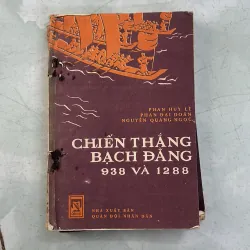 PHAN HUY LÊ
PHAN ĐẠI DOÃN
NGUYỄN QUANG NGỌC
CHIẾN THẮNG
BẠCH ĐẰNG
938 VÀ 1288
NHÀ XUẤT BẢN
QUÂN ĐỘI NHÂN DÂN